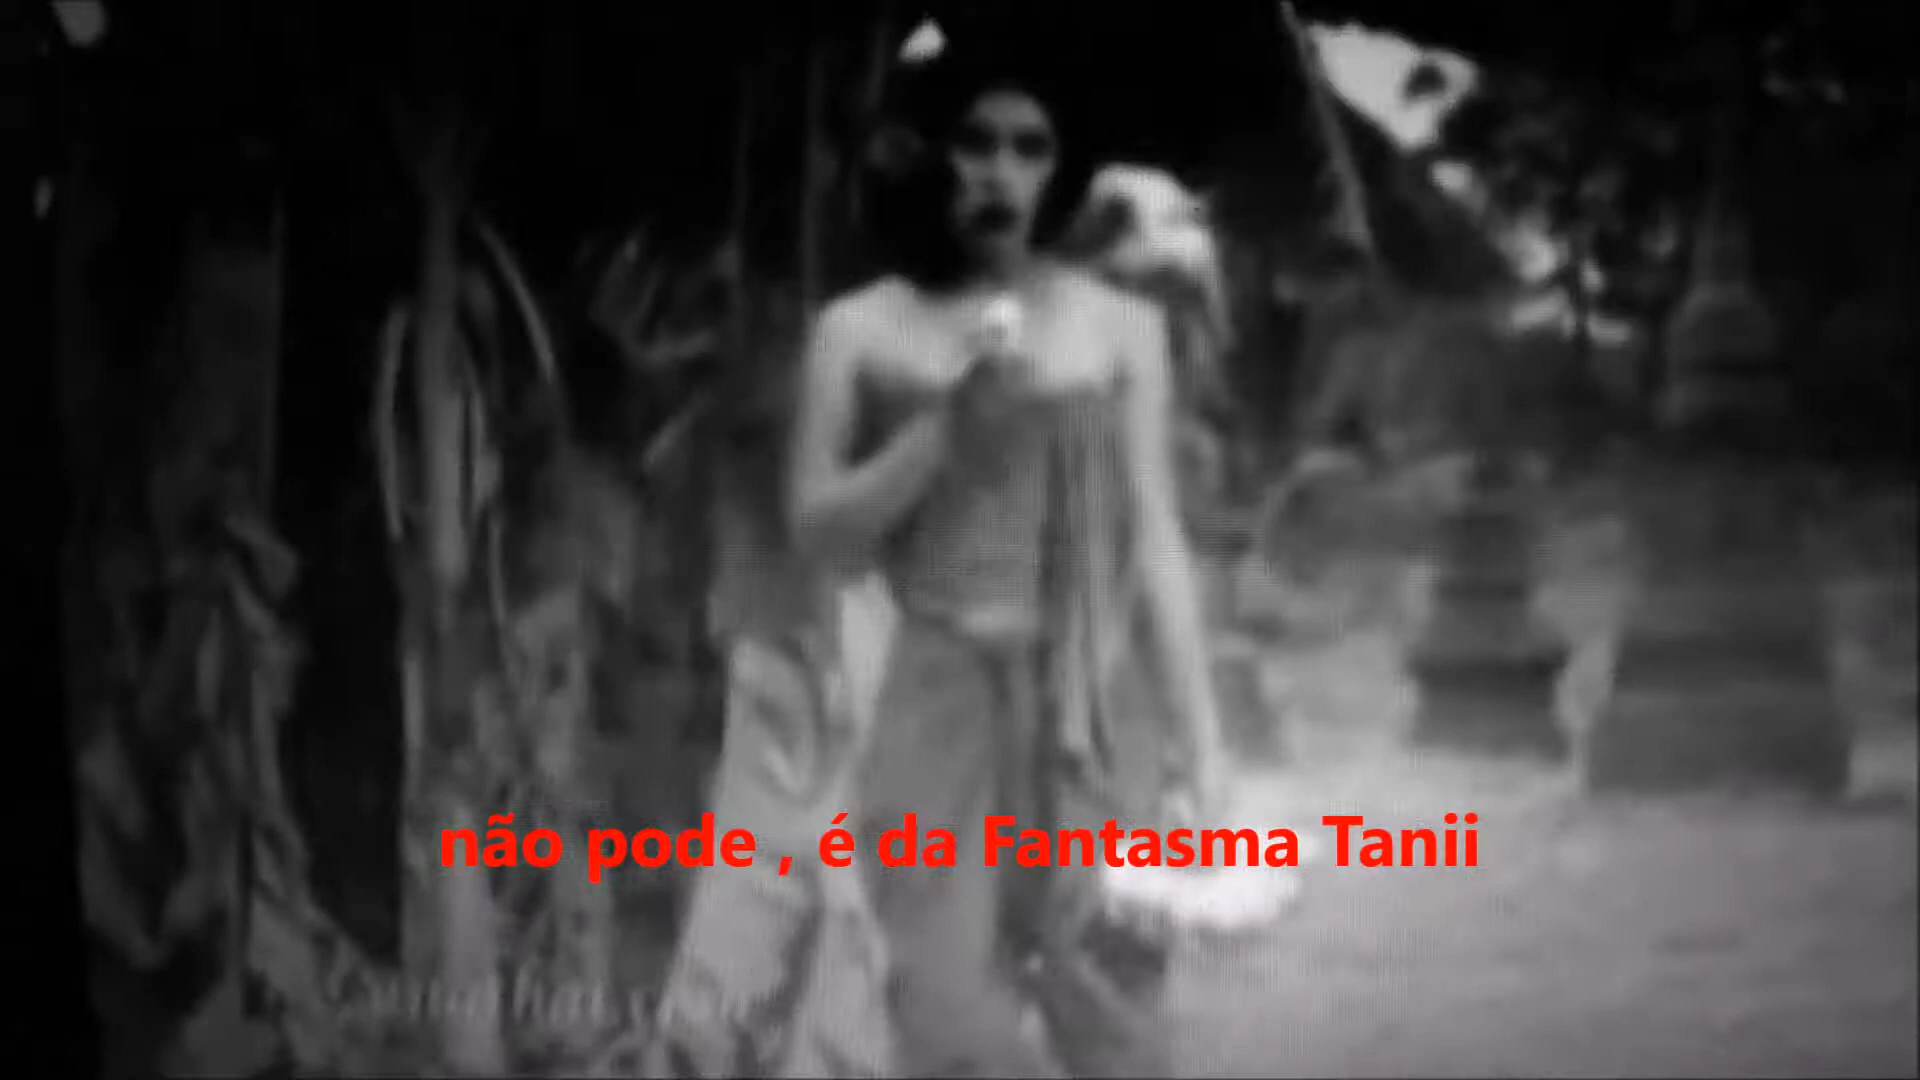 não pode , é da Fantasma Tanii